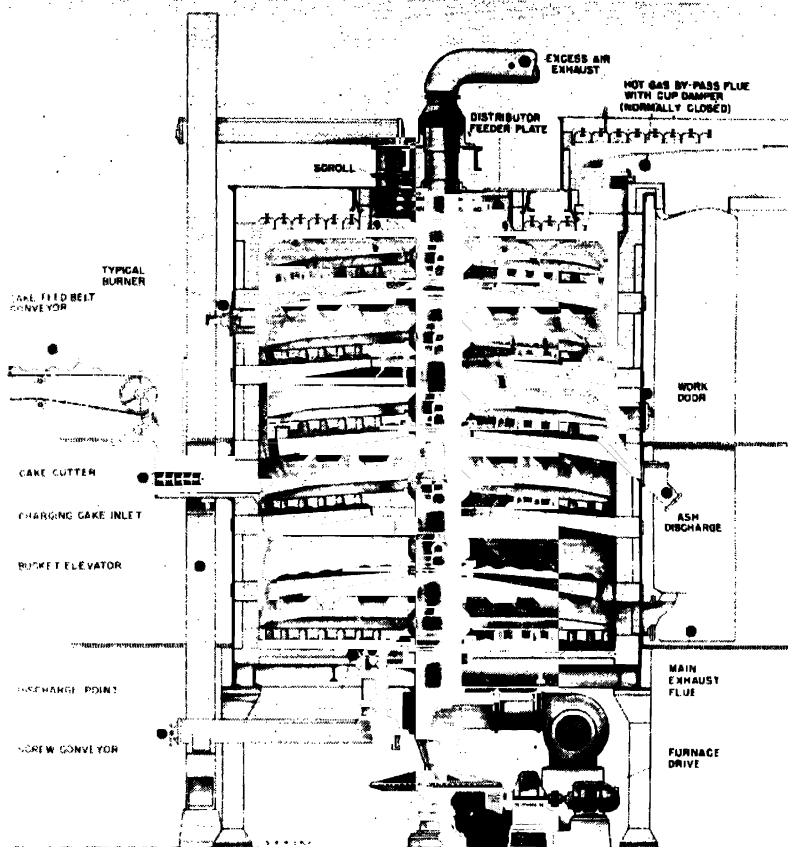 EXCESS AIR
EXHAUST
HOT GAS BY-PASS FLUE
WITH CUP DAMPER
(NORMALLY CLOSED)
DISTRIBUTOR
FEEDER PLATE
SCROLL
TYPICAL
BURNER
CAKE FEED BELT
CONVEYOR
WORK
DOOR
CAKE CUTTER
CHARGING CAKE INLET
ASH
DISCHARGE
BUCKET ELEVATOR
MAIN
EXHAUST
FLUE
DISCHARGE POINT
SCREW CONVEYOR
FURNACE
DRIVE